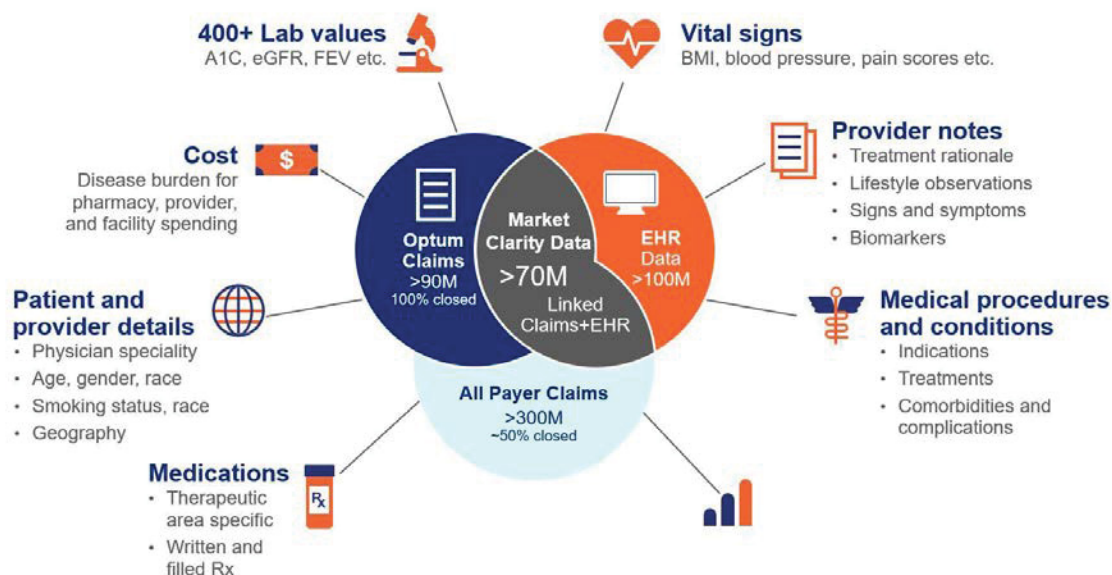 400+ Lab values
A1C, eGFR, FEV etc.
Vital signs
BMI, blood pressure, pain scores etc.
Cost
Disease burden for
pharmacy, provider,
and facility spending
$
Provider notes
• Treatment rationale
• Lifestyle observations
• Signs and symptoms
• Biomarkers
Optum
Claims
>90M
100% closed
Market
Clarity Data
>70M
Linked
Claims+EHR
EHR
Data
>100M
Patient and
provider details
• Physician speciality
• Age, gender, race
• Smoking status, race
• Geography
Medical procedures
and conditions
• Indications
• Treatments
• Comorbidities and
complications
All Payer Claims
>300M
~50% closed
Medications
• Therapeutic
area specific
• Written and
filled Rx
Rx